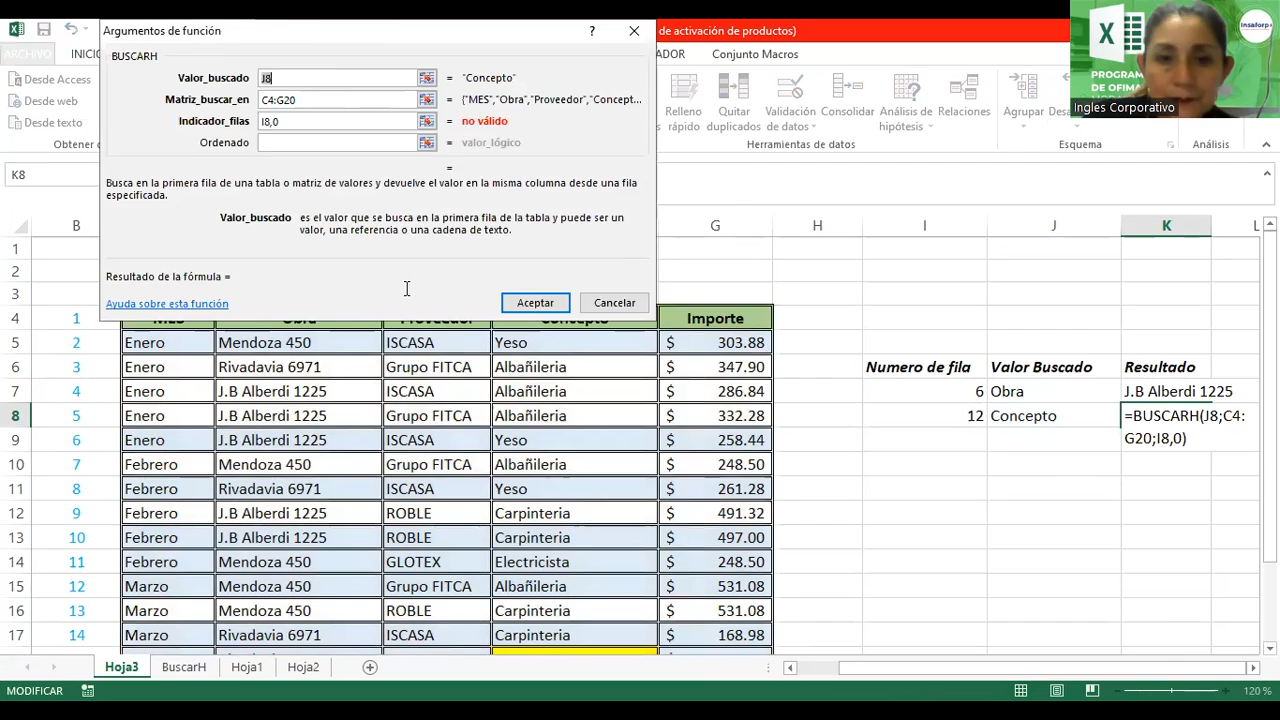 Argumentos de función
? 
BUSCARH
Valor_buscado J8 = "Concepto"
Matriz_buscar_en C4:G20 = {"MES","Obra","Proveedor","Concept...
Indicador_filas I8,0 = no válido
Ordenado = valor_lógico
=
Busca en la primera fila de una tabla o matriz de valores y devuelve el valor en la misma columna desde una fila
especificada.
Valor_buscado es el valor que se busca en la primera fila de la tabla y puede ser un
valor, una referencia o una cadena de texto.
Resultado de la fórmula =
Ayuda sobre esta función
Aceptar Cancelar
de activación de productos)
ARCHIVO INICI
ADOR Conjunto Macros
Desde Access
Desde web
Desde texto
Obtener
Relleno
rápido
Quitar
duplicados
Validación
de datos
Consolidar
Análisis de
hipótesis
Agrupar
Desa
Herramientas de datos
Esquema
Análisis
X
PROGRAM
DE OFIMA
Insaforp
Ingles Corporativo
K8
B G H I J K L
1
2
3
4 1 MES Obra Proveedor Concepto Importe
5 2 Enero Mendoza 450 ISCASA Yeso $ 303.88
6 3 Enero Rivadavia 6971 Grupo FITCA Albañileria $ 347.90 Numero de fila Valor Buscado Resultado
7 4 Enero J.B Alberdi 1225 ISCASA Albañileria $ 286.84 6 Obra J.B Alberdi 1225
8 5 Enero J.B Alberdi 1225 Grupo FITCA Albañileria $ 332.28 12 Concepto =BUSCARH(J8;C4:
G20;I8,0)
9 6 Enero J.B Alberdi 1225 ISCASA Yeso $ 258.44
10 7 Febrero Mendoza 450 Grupo FITCA Albañileria $ 248.50
11 8 Febrero Rivadavia 6971 ISCASA Yeso $ 261.28
12 9 Febrero J.B Alberdi 1225 ROBLE Carpinteria $ 491.32
13 10 Febrero J.B Alberdi 1225 ROBLE Carpinteria $ 497.00
14 11 Febrero Mendoza 450 GLOTEX Electricista $ 248.50
15 12 Marzo Mendoza 450 Grupo FITCA Albañileria $ 531.08
16 13 Marzo Mendoza 450 ROBLE Carpinteria $ 531.08
17 14 Marzo Rivadavia 6971 ISCASA Carpinteria $ 168.98
Hoja3 BuscarH Hoja1 Hoja2
MODIFICAR
120 %